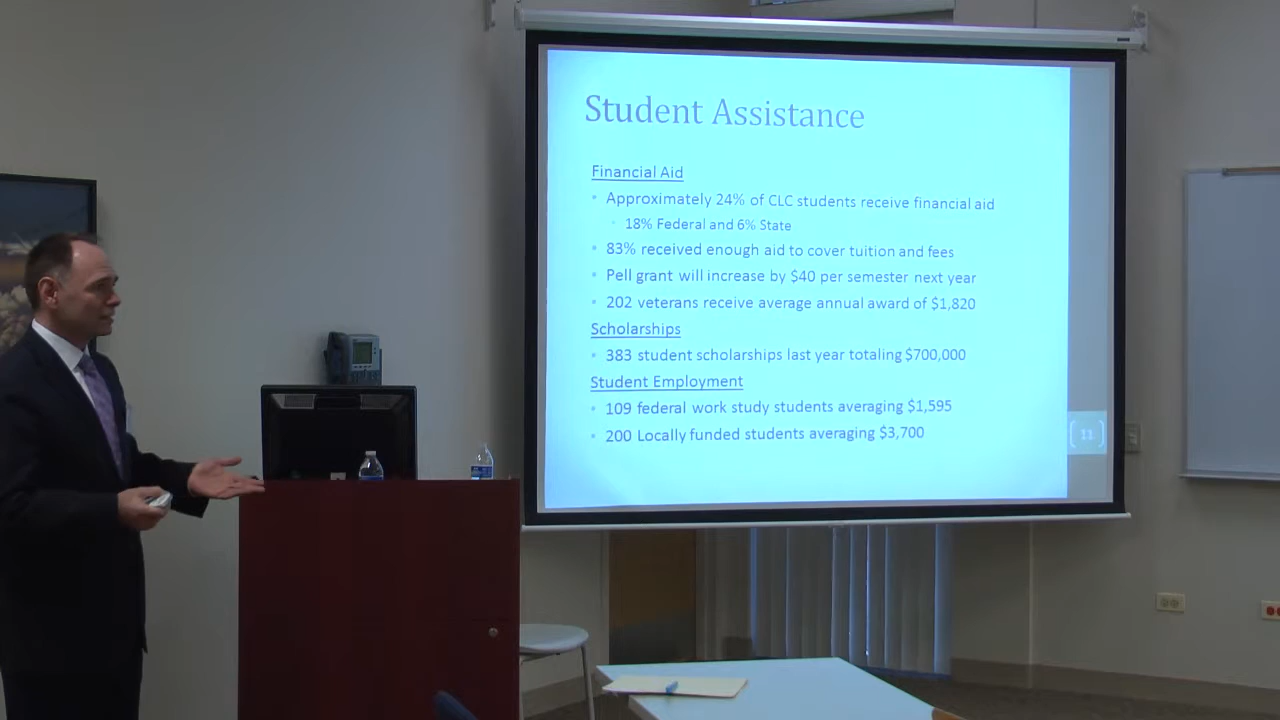 Student Assistance
Financial Aid
• Approximately 24% of CLC students receive financial aid
• 18% Federal and 6% State
• 83% received enough aid to cover tuition and fees
• Pell grant will increase by $40 per semester next year
• 202 veterans receive average annual award of $1,820
Scholarships
• 383 student scholarships last year totaling $700,000
Student Employment
• 109 federal work study students averaging $1,595
• 200 Locally funded students averaging $3,700
11